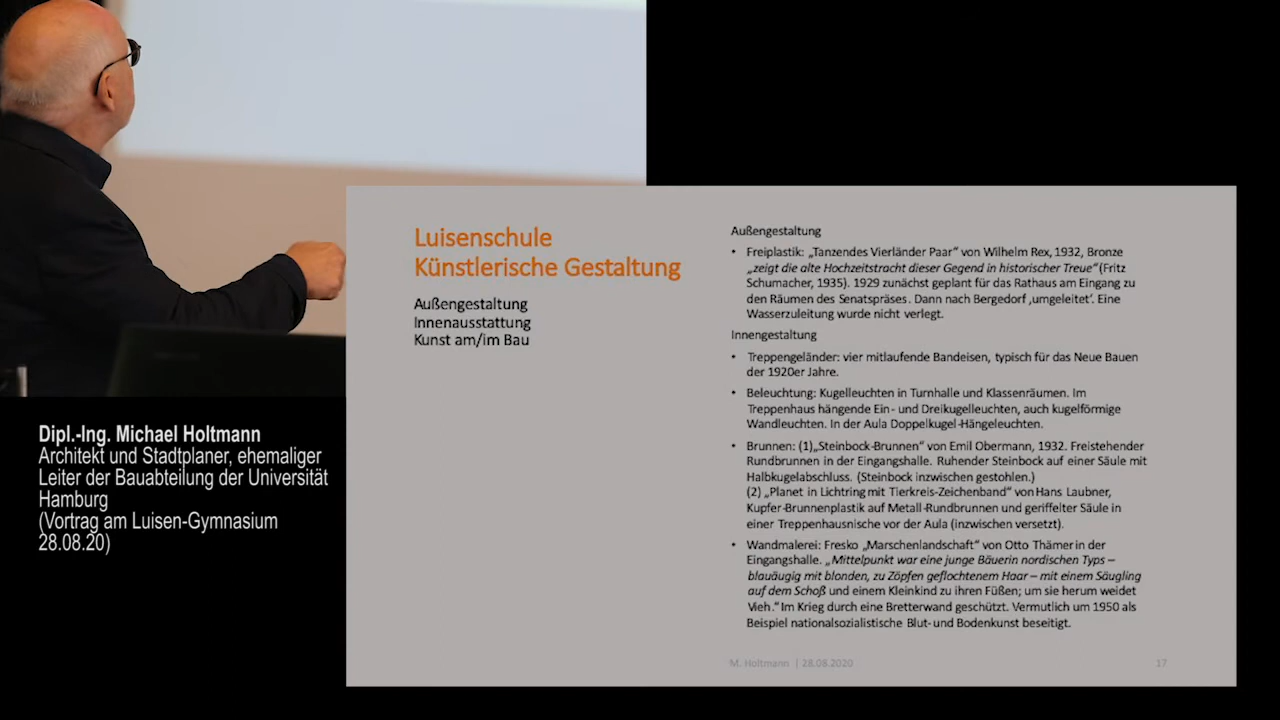 Luisenschule
Künstlerische Gestaltung
Außengestaltung
Innenausstattung
Kunst am/im Bau
Außengestaltung
• Freiplastik: „Tanzendes Vierländer Paar“ von Wilhelm Rex, 1932, Bronze
„zeigt die alte Hochzeitstracht dieser Gegend in historischer Treue“(Fritz
Schumacher, 1935). 1929 zunächst geplant für das Rathaus am Eingang zu
den Räumen des Senatspräses. Dann nach Bergedorf ‚umgeleitet‘. Eine
Wasserzuleitung wurde nicht verlegt.
Innengestaltung
• Treppengeländer: vier mitlaufende Bandeisen, typisch für das Neue Bauen
der 1920er Jahre.
• Beleuchtung: Kugelleuchten in Turnhalle und Klassenräumen. Im
Treppenhaus hängende Ein- und Dreikugelleuchten, auch kugelförmige
Wandleuchten. In der Aula Doppelkugel-Hängeleuchten.
• Brunnen: (1)„Steinbock-Brunnen“ von Emil Obermann, 1932. Freistehender
Rundbrunnen in der Eingangshalle. Ruhender Steinbock auf einer Säule mit
Halbkugelabschluss. (Steinbock inzwischen gestohlen.)
(2) „Planet in Lichtring mit Tierkreis-Zeichenband“ von Hans Laubner,
Kupfer-Brunnenplastik auf Metall-Rundbrunnen und geriffelter Säule in
einer Treppenhausnische vor der Aula (inzwischen versetzt).
• Wandmalerei: Fresko „Marschenlandschaft“ von Otto Thämer in der
Eingangshalle. „Mittelpunkt war eine junge Bäuerin nordischen Typs –
blauäugig mit blonden, zu Zöpfen geflochtenem Haar – mit einem Säugling
auf dem Schoß und einem Kleinkind zu ihren Füßen; um sie herum weidet
Vieh.“ Im Krieg durch eine Bretterwand geschützt. Vermutlich um 1950 als
Beispiel nationalsozialistische Blut- und Bodenkunst beseitigt.
M. Holtmann | 28.08.2020
17
Dipl.-Ing. Michael Holtmann
Architekt und Stadtplaner, ehemaliger
Leiter der Bauabteilung der Universität
Hamburg
(Vortrag am Luisen-Gymnasium
28.08.20)